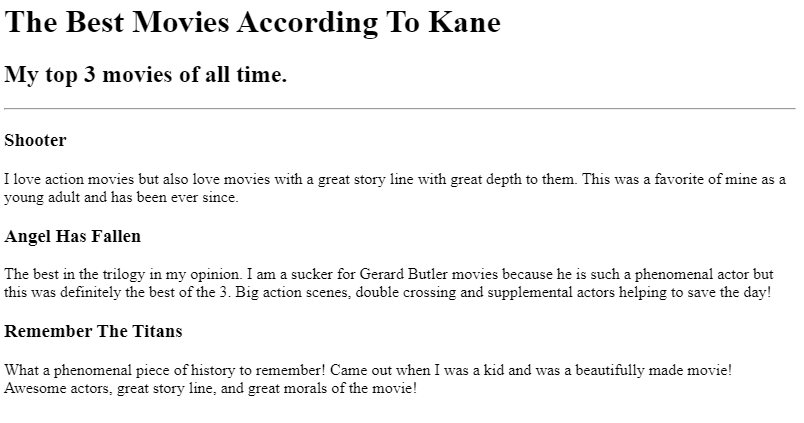 The Best Movies According To Kane
My top 3 movies of all time.
Shooter
I love action movies but also love movies with a great story line with great depth to them. This was a favorite of mine as a
young adult and has been ever since.
Angel Has Fallen
The best in the trilogy in my opinion. I am a sucker for Gerard Butler movies because he is such a phenomenal actor but
this was definitely the best of the 3. Big action scenes, double crossing and supplemental actors helping to save the day!
Remember The Titans
What a phenomenal piece of history to remember! Came out when I was a kid and was a beautifully made movie!
Awesome actors, great story line, and great morals of the movie!